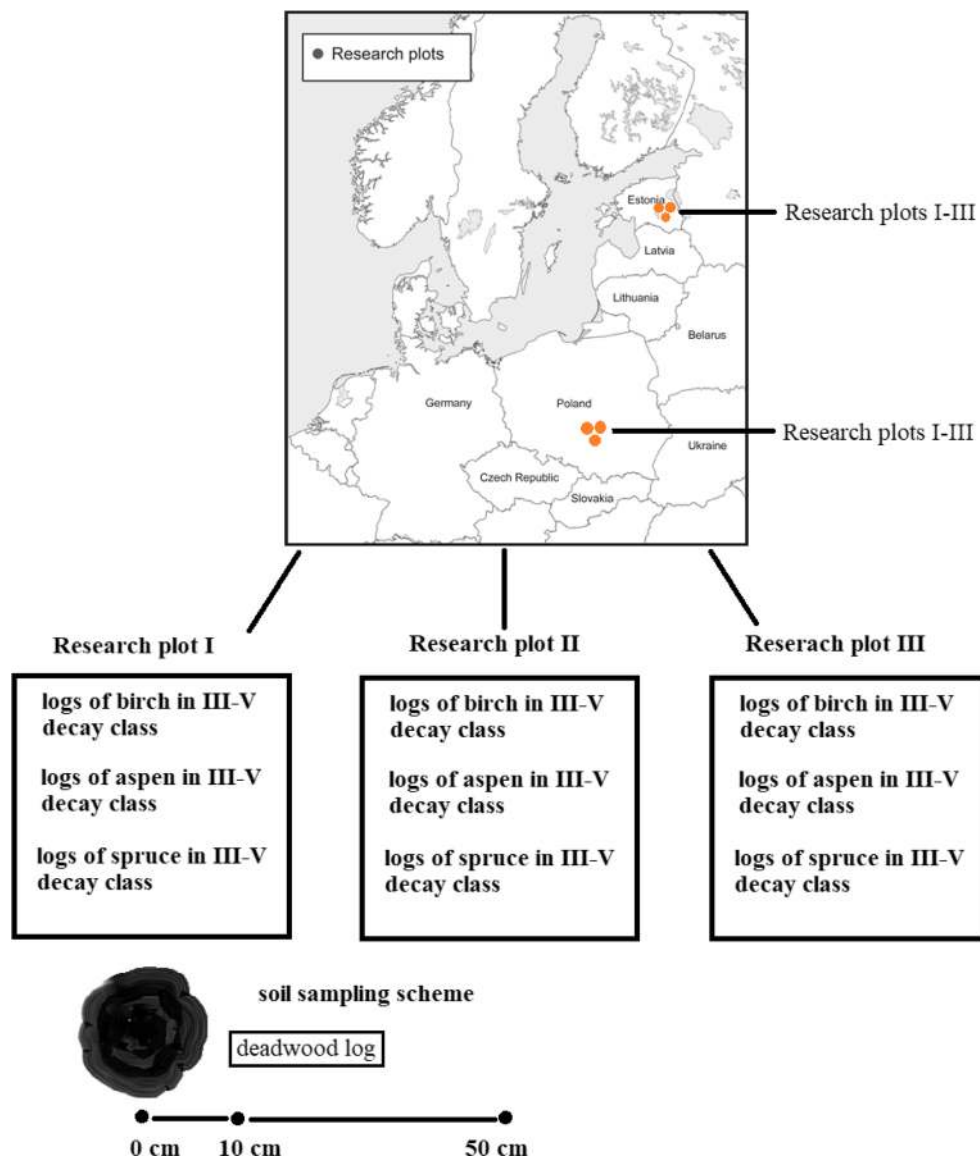 Research plots
Estonia
Research plots I-III
Latvia
Lithuania
Belarus
Germany
Poland
Research plots I-III
Ukraine
Czech Republic
Slovakia
Research plot I
Research plot II
Reserach plot III
logs of birch in III-V
decay class
logs of aspen in III-V
decay class
logs of spruce in III-V
decay class
logs of birch in III-V
decay class
logs of aspen in III-V
decay class
logs of spruce in III-V
decay class
logs of birch in III-V
decay class
logs of aspen in III-V
decay class
logs of spruce in III-V
decay class
soil sampling scheme
deadwood log
0 cm
10 cm
50 cm